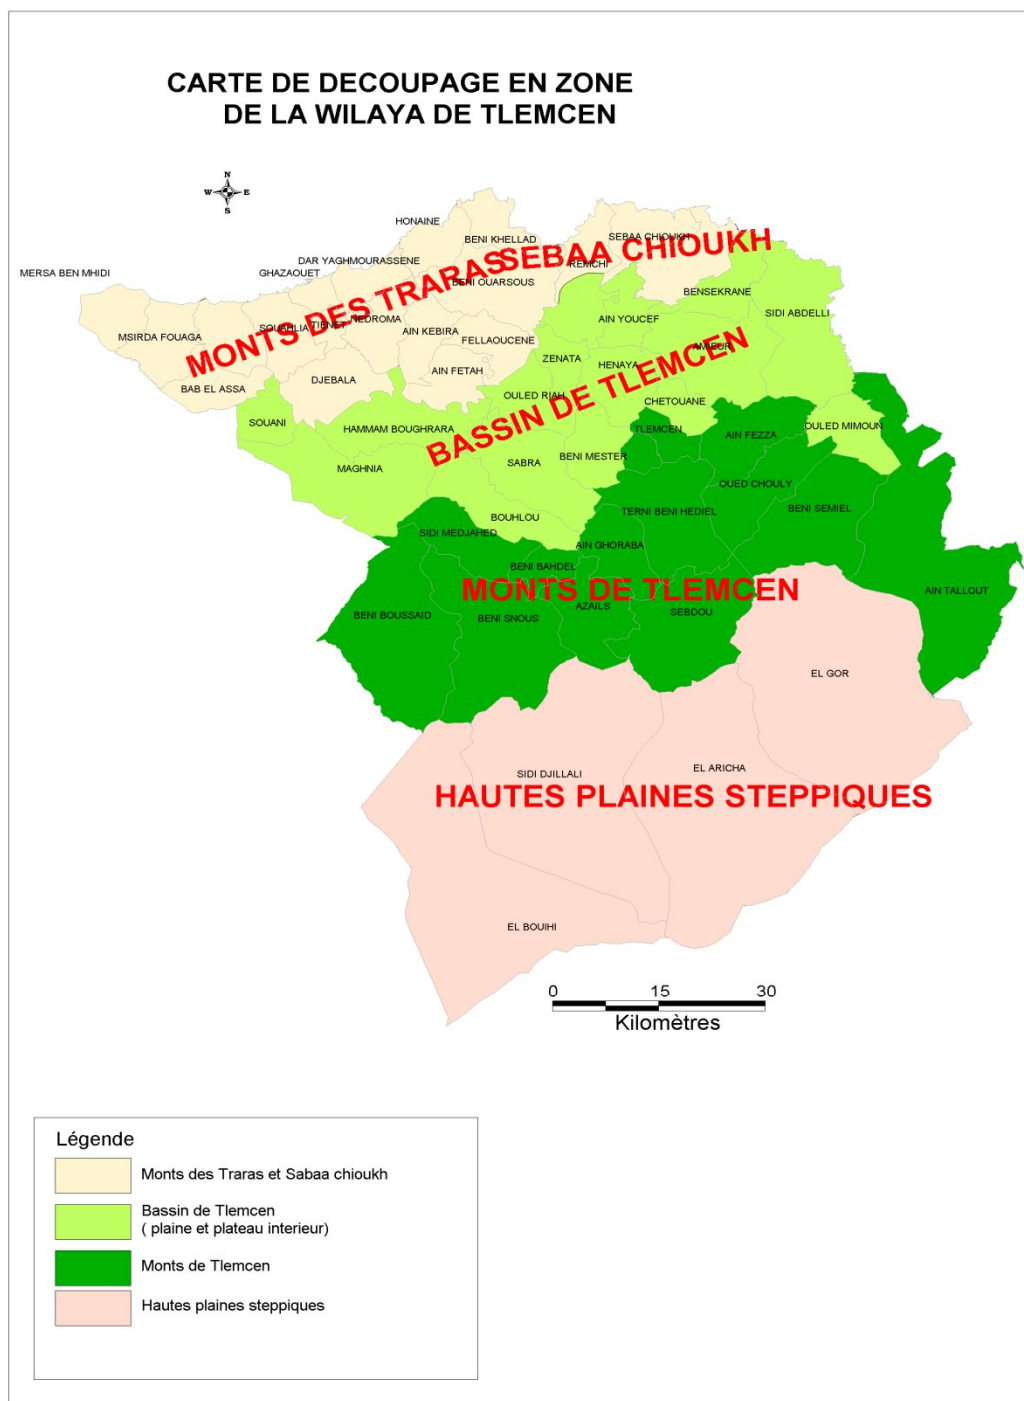 CARTE DE DECOUPAGE EN ZONE
DE LA WILAYA DE TLEMCEN
N
W E
S
HONAINE
BENI KHELLAD
SEBAA CHIOUKH
DAR YAGHMOURASSENE
MERSA BEN MHIDI
GHAZAOUET
REMCHI
BENI OUARSOUS
MONTS DES TRARAS
SEBAA CHIOUKH
BENSEKRANE
SIDI ABDELLI
MSIRDA FOUAGA
SOUAHLIA
TIENET
NEDROMA
AIN KEBIRA
AIN YOUCEF
FELLAOUCENE
AMIEUR
ZENATA
HENAYA
AIN FETAH
DJEBALA
BAB EL ASSA
OULED RIAH
CHETOUANE
BASSIN DE TLEMCEN
SOUANI
HAMMAM BOUGHRARA
TLEMCEN
AIN FEZZA
OULED MIMOUN
MAGHNIA
SABRA
BENI MESTER
OUED CHOULY
BENI SEMIEL
BOUHLOU
TERNI BENI HEDIEL
SIDI MEDJAHED
AIN GHORABA
BENI BAHDEL
MONTS DE TLEMCEN
AIN TALLOUT
AZAILS
SEBDOU
BENI BOUSSAID
BENI SNOUS
EL GOR
EL ARICHA
SIDI DJILLALI
HAUTES PLAINES STEPPIQUES
EL BOUIHI
0 15 30
Kilomètres
Légende
Monts des Traras et Sabaa chioukh
Bassin de Tlemcen
( plaine et plateau interieur)
Monts de Tlemcen
Hautes plaines steppiques